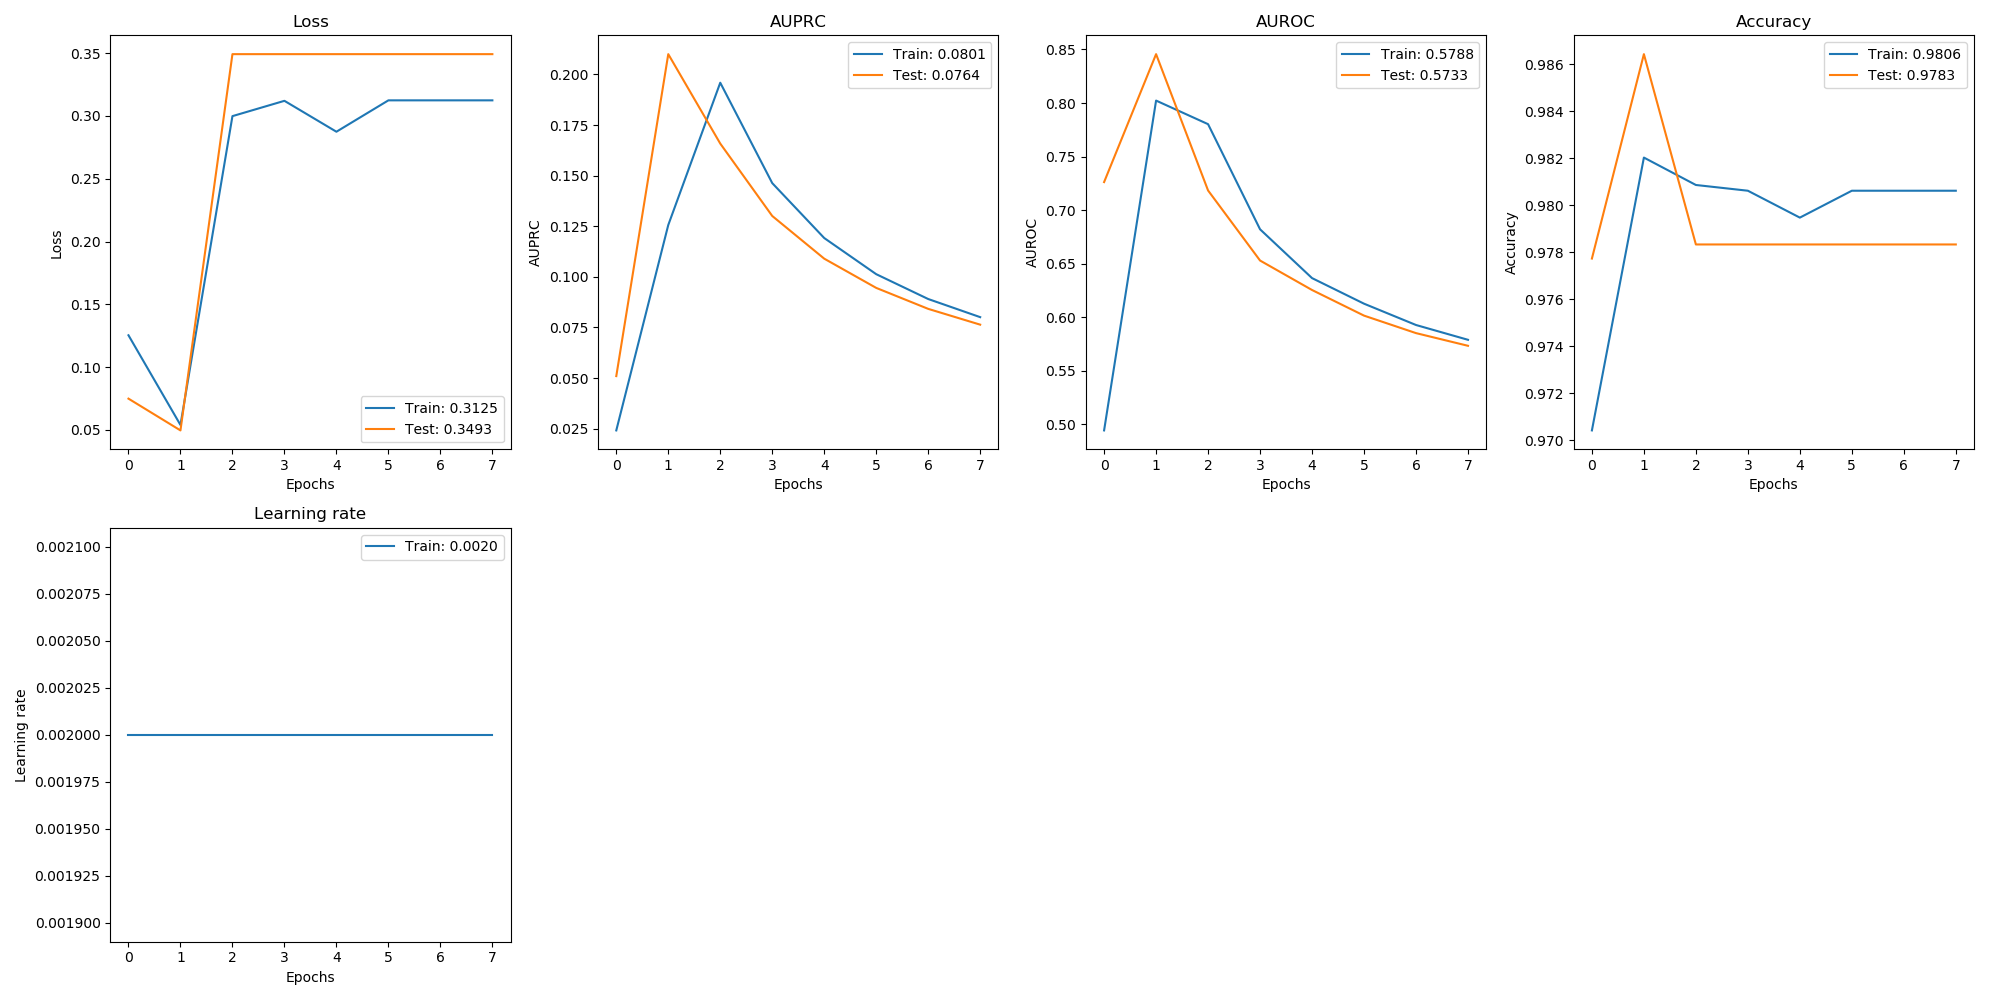 Loss
Loss
0.35
0.30
0.25
0.20
0.15
0.10
0.05
0 1 2 3 4 5 6 7
Epochs
Train: 0.3125
Test: 0.3493
AUPRC
AUPRC
0.200
0.175
0.150
0.125
0.100
0.075
0.050
0.025
0 1 2 3 4 5 6 7
Epochs
Train: 0.0801
Test: 0.0764
AUROC
AUROC
0.85
0.80
0.75
0.70
0.65
0.60
0.55
0.50
0 1 2 3 4 5 6 7
Epochs
Train: 0.5788
Test: 0.5733
Accuracy
Accuracy
0.986
0.984
0.982
0.980
0.978
0.976
0.974
0.972
0.970
0 1 2 3 4 5 6 7
Epochs
Train: 0.9806
Test: 0.9783
Learning rate
Learning rate
0.002100
0.002075
0.002050
0.002025
0.002000
0.001975
0.001950
0.001925
0.001900
0 1 2 3 4 5 6 7
Epochs
Train: 0.0020